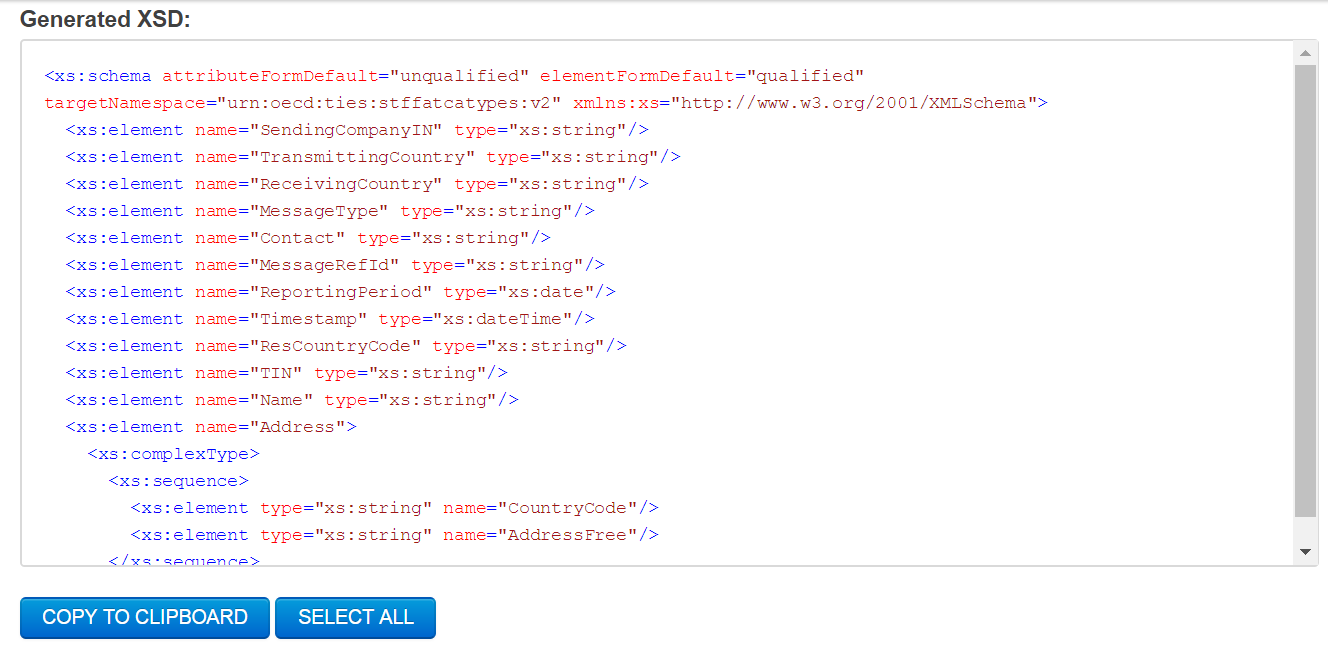 Generated XSD:
<xs:schema attributeFormDefault="unqualified" elementFormDefault="qualified"
targetNamespace="urn:oecd:ties:stffatcatypes:v2" xmlns:xs="http://www.w3.org/2001/XMLSchema">
<xs:element name="SendingCompanyIN" type="xs:string"/>
<xs:element name="TransmittingCountry" type="xs:string"/>
<xs:element name="ReceivingCountry" type="xs:string"/>
<xs:element name="MessageType" type="xs:string"/>
<xs:element name="Contact" type="xs:string"/>
<xs:element name="MessageRefId" type="xs:string"/>
<xs:element name="ReportingPeriod" type="xs:date"/>
<xs:element name="Timestamp" type="xs:dateTime"/>
<xs:element name="ResCountryCode" type="xs:string"/>
<xs:element name="TIN" type="xs:string"/>
<xs:element name="Name" type="xs:string"/>
<xs:element name="Address">
<xs:complexType>
<xs:sequence>
<xs:element type="xs:string" name="CountryCode"/>
<xs:element type="xs:string" name="AddressFree"/>
</xs:sequence>
COPY TO CLIPBOARD
SELECT ALL